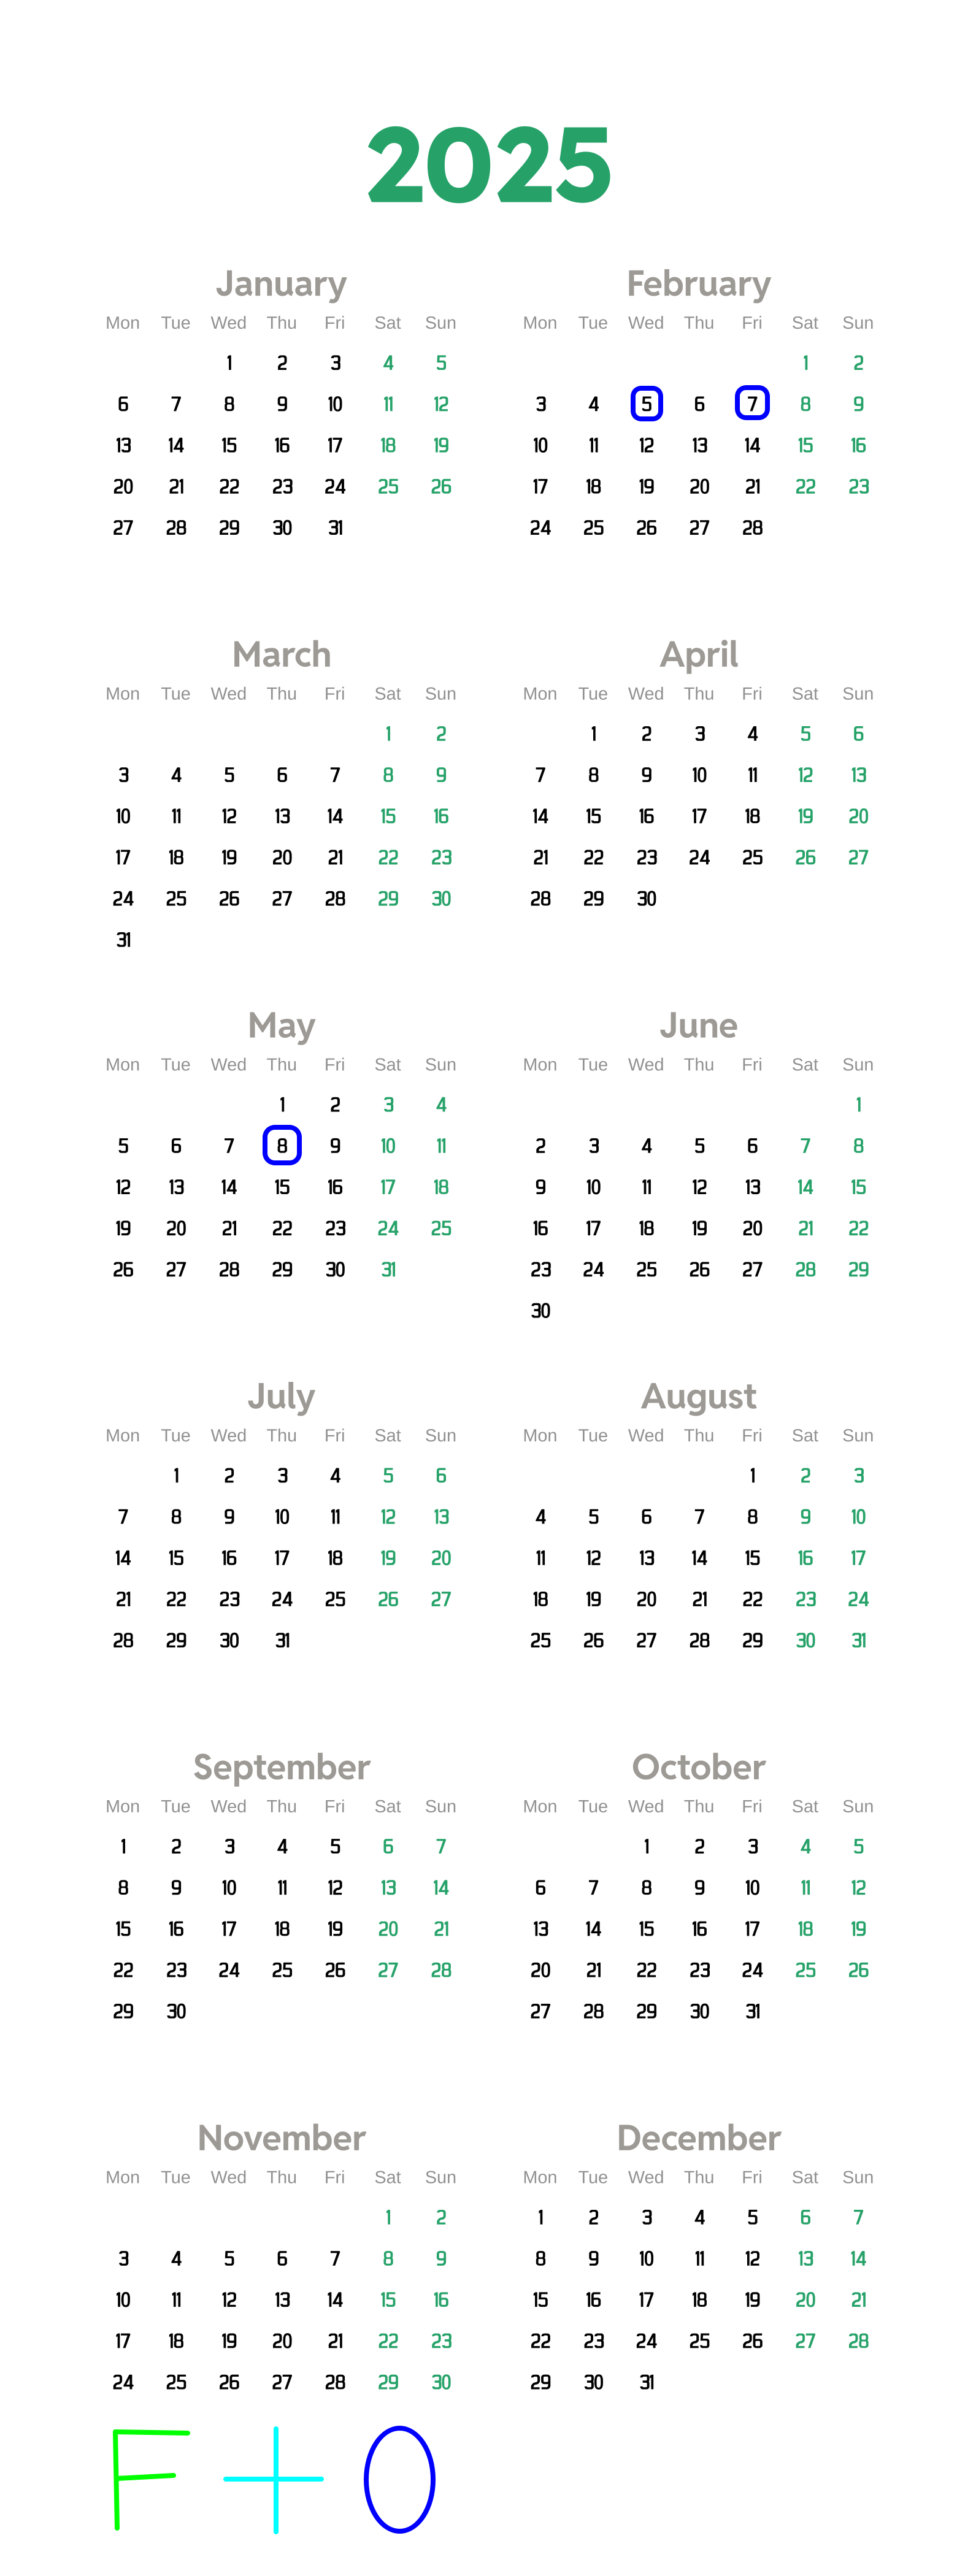 2025
January February
Mon Tue Wed Thu Fri Sat Sun Mon Tue Wed Thu Fri Sat Sun
1 2 3 4 5 1 2
6 7 8 9 10 11 12 3 4 5 6 7 8 9
13 14 15 16 17 18 19 10 11 12 13 14 15 16
20 21 22 23 24 25 26 17 18 19 20 21 22 23
27 28 29 30 31 24 25 26 27 28
March April
Mon Tue Wed Thu Fri Sat Sun Mon Tue Wed Thu Fri Sat Sun
1 2 1 2 3 4 5 6
3 4 5 6 7 8 9 7 8 9 10 11 12 13
10 11 12 13 14 15 16 14 15 16 17 18 19 20
17 18 19 20 21 22 23 21 22 23 24 25 26 27
24 25 26 27 28 29 30 28 29 30
31
May June
Mon Tue Wed Thu Fri Sat Sun Mon Tue Wed Thu Fri Sat Sun
1 2 3 4 1
5 6 7 8 9 10 11 2 3 4 5 6 7 8
12 13 14 15 16 17 18 9 10 11 12 13 14 15
19 20 21 22 23 24 25 16 17 18 19 20 21 22
26 27 28 29 30 31 23 24 25 26 27 28 29
30
July August
Mon Tue Wed Thu Fri Sat Sun Mon Tue Wed Thu Fri Sat Sun
1 2 3 4 5 6 1 2 3
7 8 9 10 11 12 13 4 5 6 7 8 9 10
14 15 16 17 18 19 20 11 12 13 14 15 16 17
21 22 23 24 25 26 27 18 19 20 21 22 23 24
28 29 30 31 25 26 27 28 29 30 31
September October
Mon Tue Wed Thu Fri Sat Sun Mon Tue Wed Thu Fri Sat Sun
1 2 3 4 5 6 7 1 2 3 4 5
8 9 10 11 12 13 14 6 7 8 9 10 11 12
15 16 17 18 19 20 21 13 14 15 16 17 18 19
22 23 24 25 26 27 28 20 21 22 23 24 25 26
29 30 27 28 29 30 31
November December
Mon Tue Wed Thu Fri Sat Sun Mon Tue Wed Thu Fri Sat Sun
1 2 1 2 3 4 5 6 7
3 4 5 6 7 8 9 8 9 10 11 12 13 14
10 11 12 13 14 15 16 15 16 17 18 19 20 21
17 18 19 20 21 22 23 22 23 24 25 26 27 28
24 25 26 27 28 29 30 29 30 31
F + O